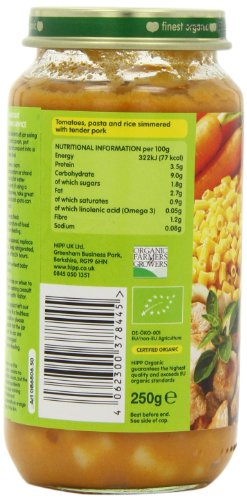 finest organic
Tomatoes, pasta and rice simmered
with tender pork
NUTRITIONAL INFORMATION per 100g
Energy 322kJ (77 kcal)
Protein 3.5g
Carbohydrate 9.0g
of which sugars 1.8g
Fat 2.7g
of which saturates 0.9g
of which linolenic acid (Omega 3) 0.05g
Fibre 1.2g
Sodium 0.08g
HiPP UK Ltd.
Greenham Business Park,
Berkshire, RG19 6HN
www.hipp.co.uk
0845 050 1351
ORGANIC
FARMERS
GROWERS
DE-ÖKO-001
EU/non-EU Agriculture
CERTIFIED ORGANIC
HiPP Organic
guarantees the highest
quality and exceeds EU
organic standards
250g e
Best before end.
See side of cap.
4 062300 378445